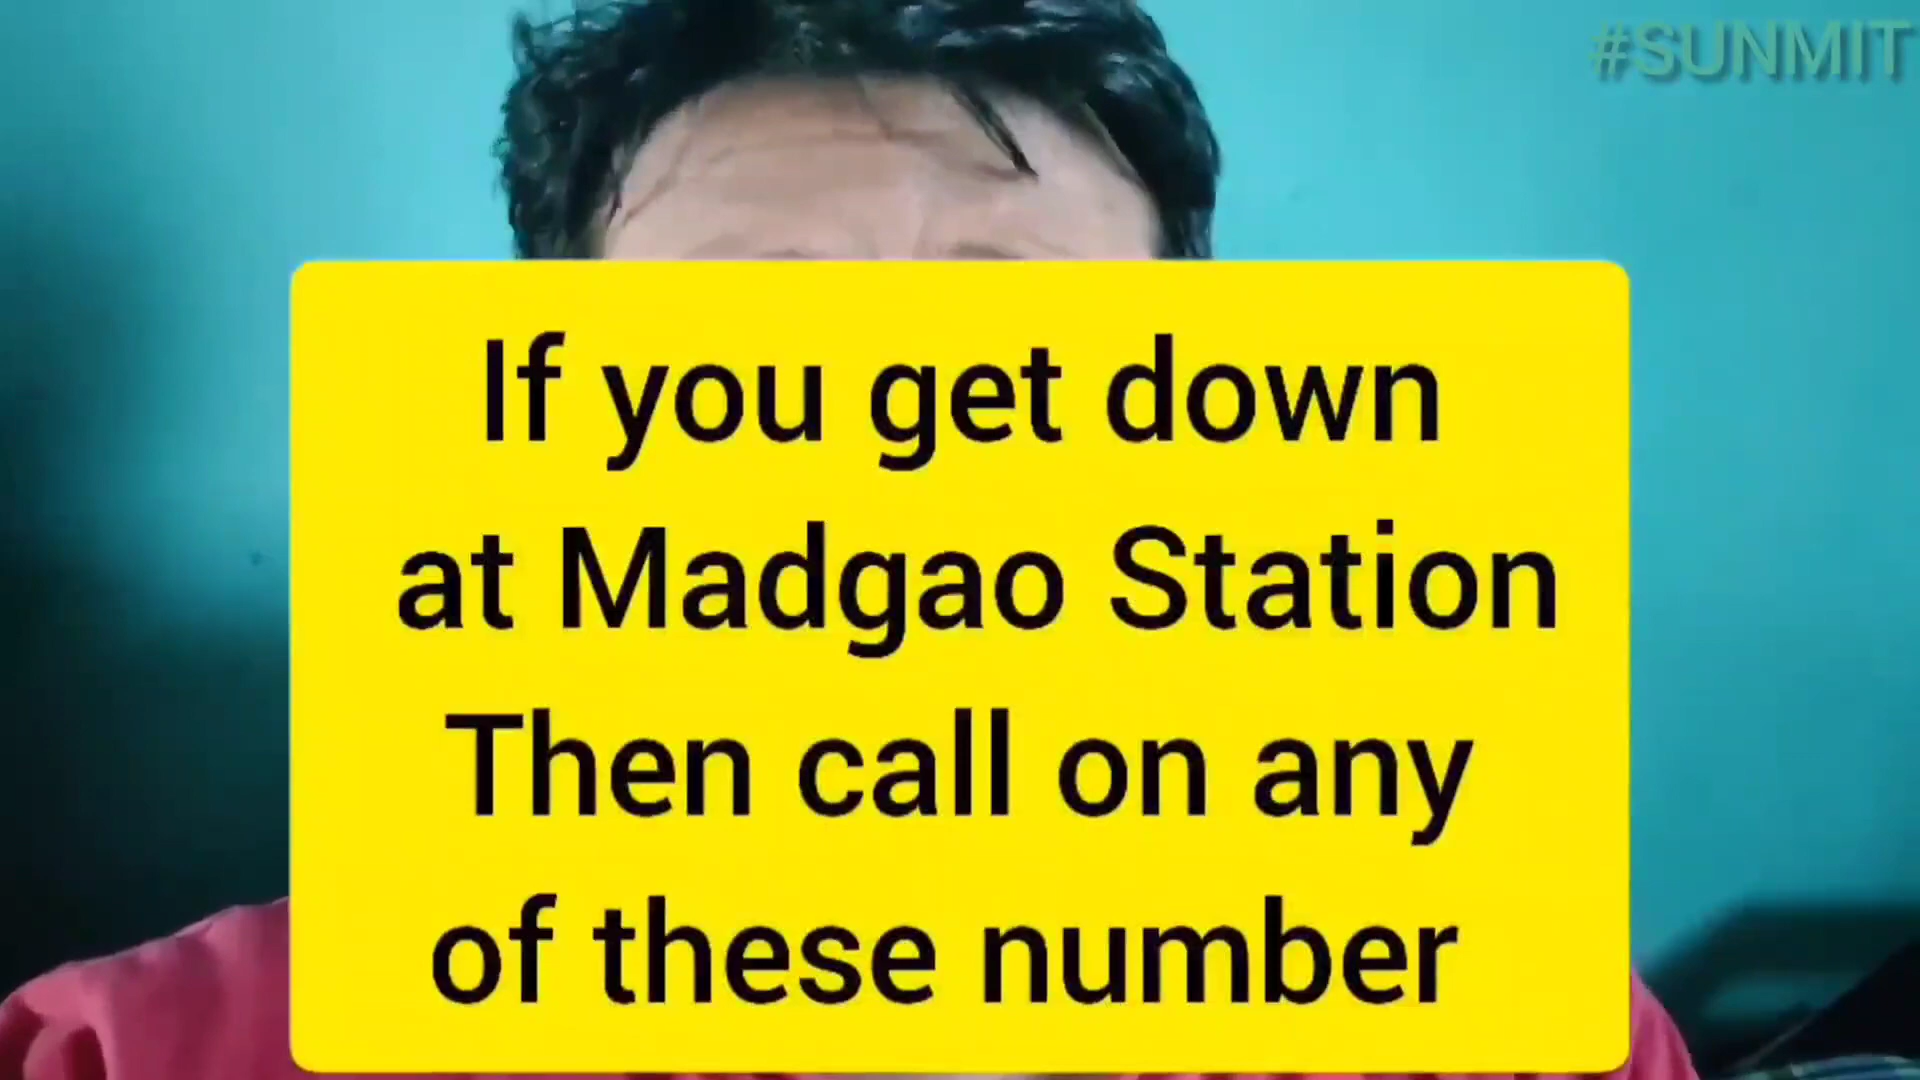 #SUNMIT
If you get down
at Madgao Station
Then call on any
of these number